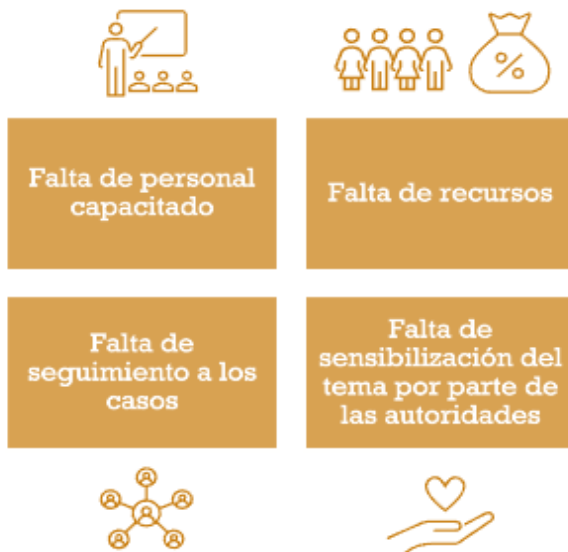 Falta de personal
capacitado
Falta de recursos
Falta de
seguimiento a los
casos
Falta de
sensibilización del
tema por parte de
las autoridades